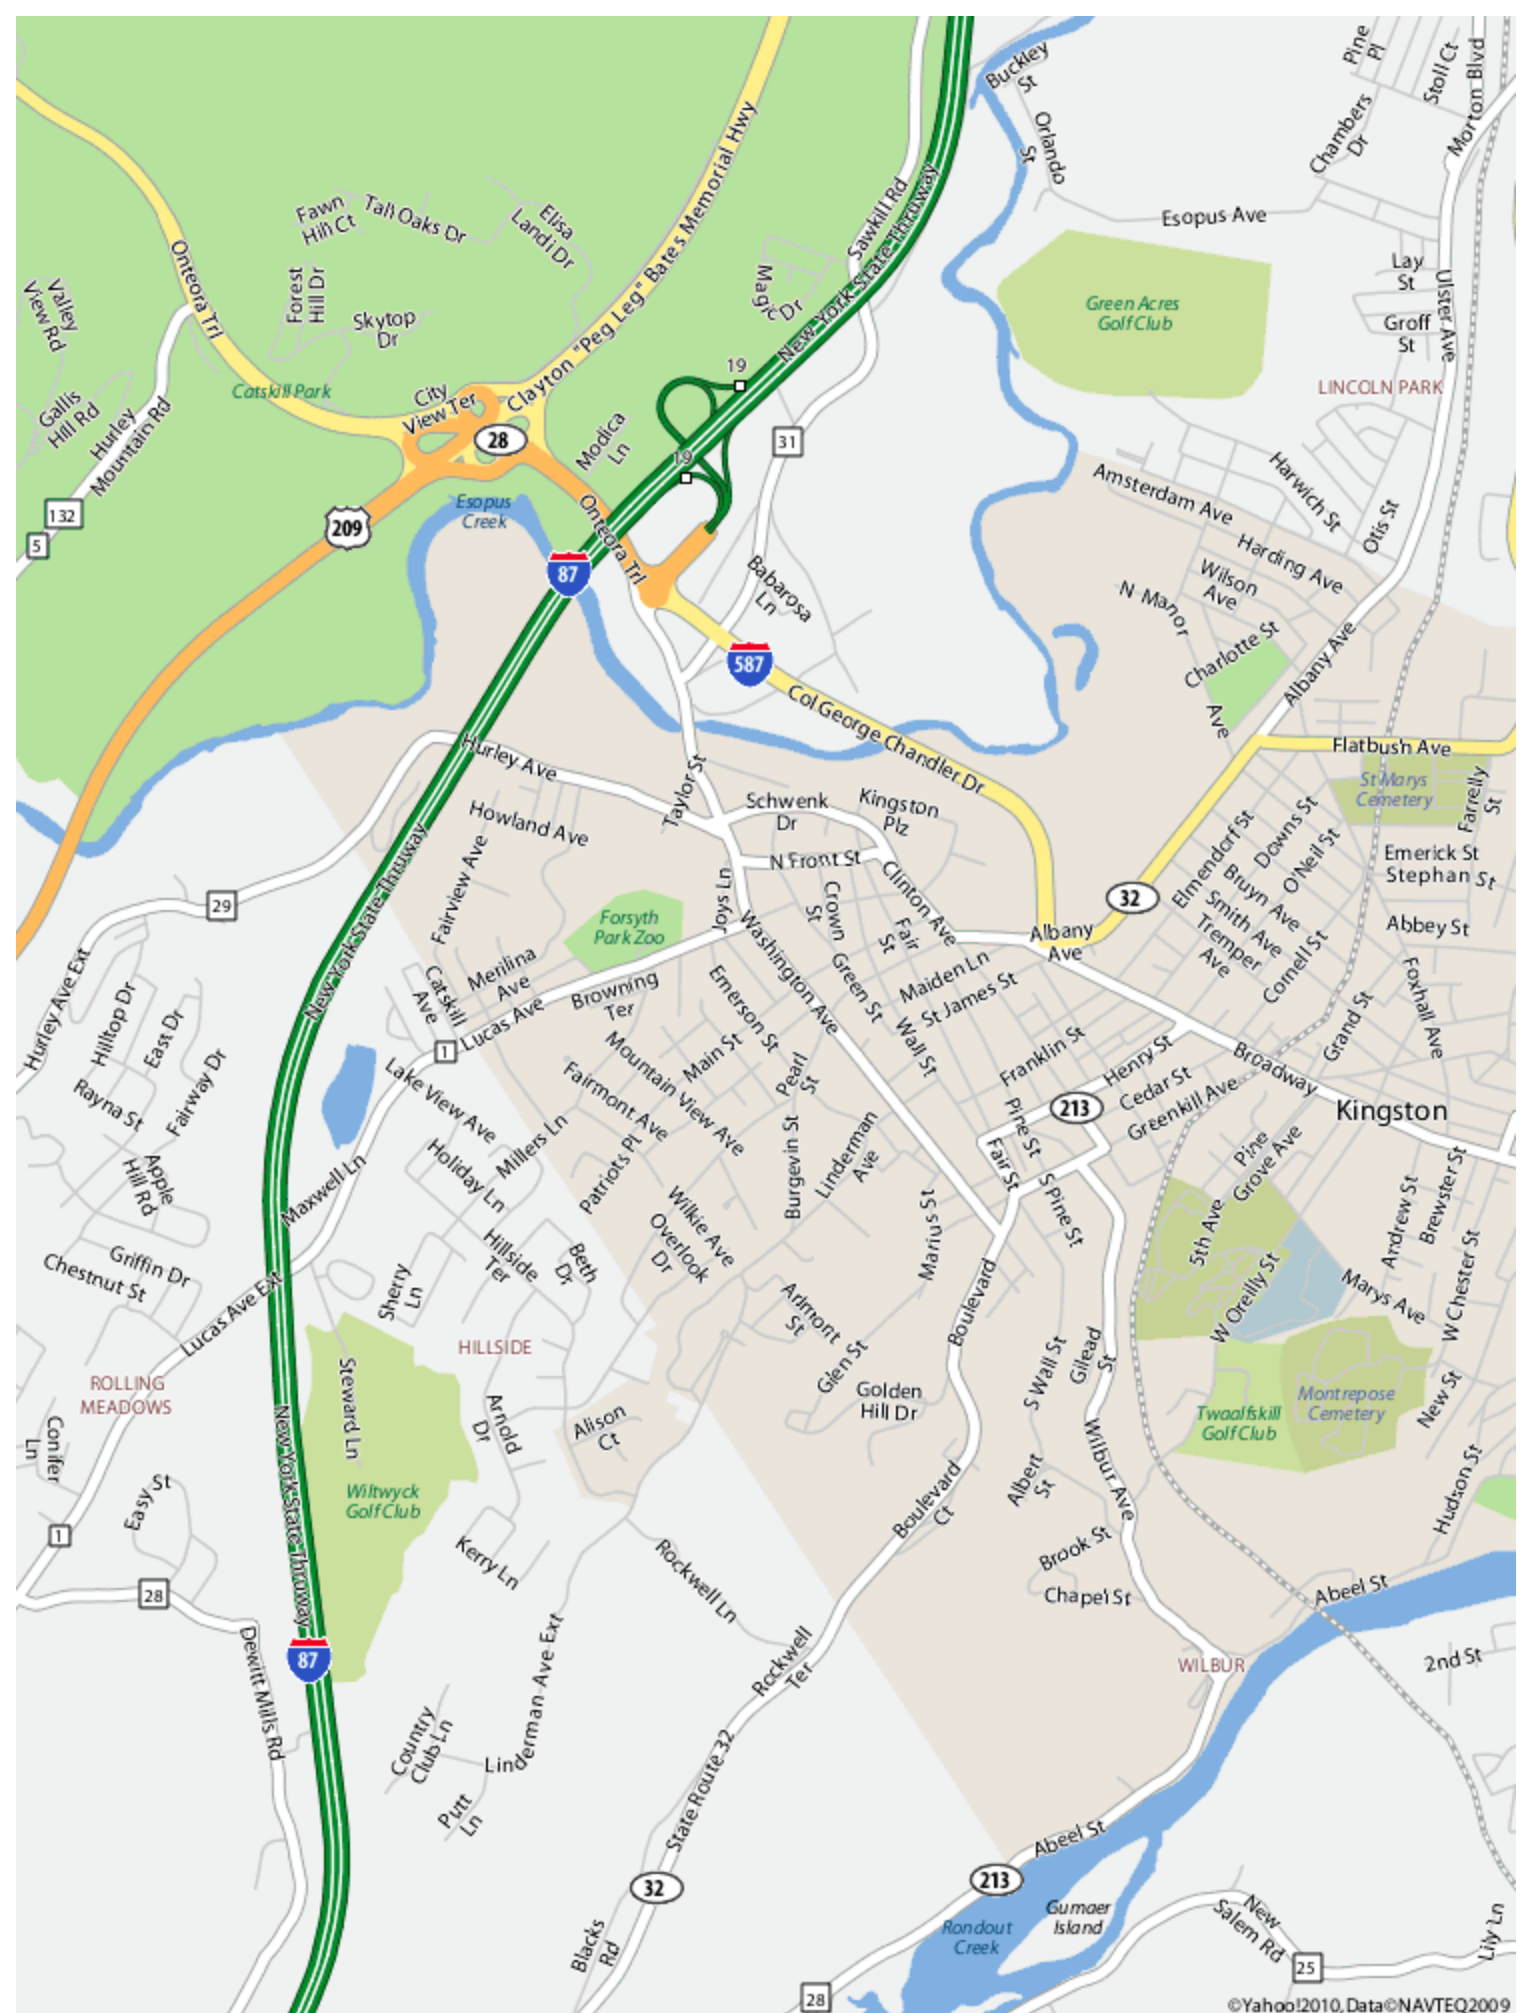 Pine
Pl
Stoll Ct
Morton Blvd
Buckley
St
Chambers
Dr
Orlando
St
Clayton "Peg Leg" Bates Memorial Hwy
Sawkill Rd
New York State Thruway
Fawn
Hill Ct
Tall Oaks Dr
Elisa
Landi Dr
Esopus Ave
Onteora Trl
Valley
View Rd
Forest
Hill Dr
Skytop
Dr
Magic Dr
Lay
St
Ulster Ave
Green Acres
Golf Club
Groff
St
Catskill Park
City
View Ter
19
LINCOLN PARK
Gallis
Hill Rd
Hurley
Mountain Rd
28
Modica
Ln
19
31
Amsterdam Ave
Harwich St
Otis St
132
5
209
Esopus
Creek
Onteora Trl
87
Babarosa
Ln
Harding Ave
Wilson
Ave
N Manor
Ave
Charlotte St
Albany Ave
587
Col George Chandler Dr
Flatbush Ave
Hurley Ave
Taylor St
St Marys
Cemetery
Farrelly
St
Howland Ave
Schwenk
Dr
Kingston
Plz
Elmendorf St
Downs St
O'Neil St
Bruyn Ave
Smith Ave
Tremper
Ave
Cornell St
Emerick St
Stephan St
Abbey St
N Front St
Clinton Ave
New York State Thruway
Fairview Ave
29
Joys Ln
Crown
St
Fair
St
32
Forsyth
Park Zoo
Albany
Ave
Washington Ave
Green St
Maiden Ln
St James St
Wall St
Hurley Ave Ext
Hilltop Dr
East Dr
Fairway Dr
Rayna St
Catskill
Ave
Merilina
Ave
Lucas Ave
1
Browning
Ter
Emerson St
Main St
Pearl
St
Foxhall Ave
Grand St
Broadway
Franklin St
Henry St
Cedar St
Greenkill Ave
213
Kingston
Mountain View Ave
Fairmont Ave
Lake View Ave
Millers Ln
Patriots Pl
Holiday Ln
Burgevin St
Linderman
Ave
Pine St
Fair St
S Pine St
Pine
Grove Ave
Apple
Hill Rd
Maxwell Ln
Wilkie Ave
Overlook
Dr
Marius St
5th Ave
W Oreilly St
Andrew St
Brewster St
W Chester St
Marys Ave
Griffin Dr
Chestnut St
Hillside
Ter
Beth
Dr
Sherry
Ln
Lucas Ave Ext
HILLSIDE
Arlmont
St
Glen St
Boulevard
Golden
Hill Dr
S Wall St
Gilead
St
New St
Montrepose
Cemetery
Twaalfskill
Golf Club
ROLLING
MEADOWS
Steward Ln
Arnold
Dr
Alison
Ct
Conifer
Ln
New York State Thruway
Wiltwyck
Golf Club
Easy St
1
Boulevard
Ct
Albert
St
Wilbur Ave
Hudson St
Kerry Ln
Rockwell Ln
Brook St
Chapel St
Abeel St
28
Dewitt Mills Rd
87
Linderman Ave Ext
Rockwell
Ter
WILBUR
2nd St
Country
Club Ln
Putt
Ln
State Route 32
Abeel St
32
213
Blacks
Rd
Rondout
Creek
Gumaer
Island
New
Salem Rd
Lily Ln
25
28
©Yahoo!2010, Data©NAVTEQ2009